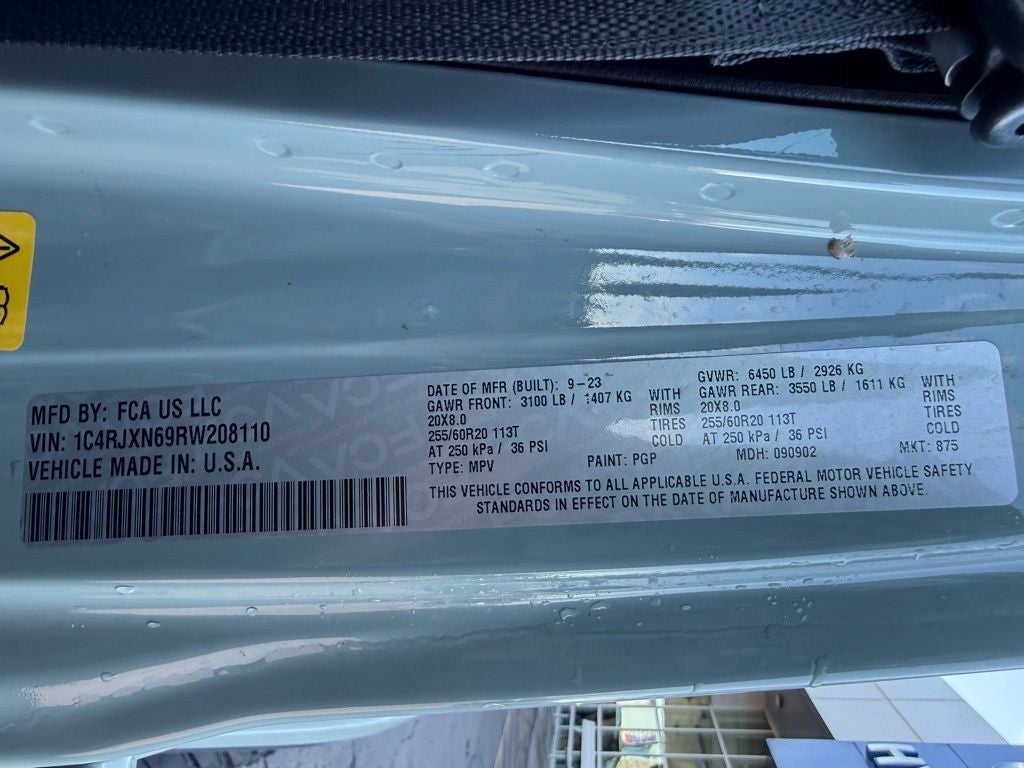 MFD BY: FCA US LLC
VIN: 1C4RJXN69RW208110
VEHICLE MADE IN: U.S.A.
DATE OF MFR (BUILT): 9-23
GAWR FRONT: 3100 LB / 1407 KG WITH
20X8.0 RIMS
255/60R20 113T TIRES
AT 250 kPa / 36 PSI COLD
TYPE: MPV PAINT: PGP
GVWR: 6450 LB / 2926 KG
GAWR REAR: 3550 LB / 1611 KG WITH
20X8.0 RIMS
255/60R20 113T TIRES
AT 250 kPa / 36 PSI COLD
MDH: 090902 MKT: 875
THIS VEHICLE CONFORMS TO ALL APPLICABLE U.S.A. FEDERAL MOTOR VEHICLE SAFETY
STANDARDS IN EFFECT ON THE DATE OF MANUFACTURE SHOWN ABOVE.